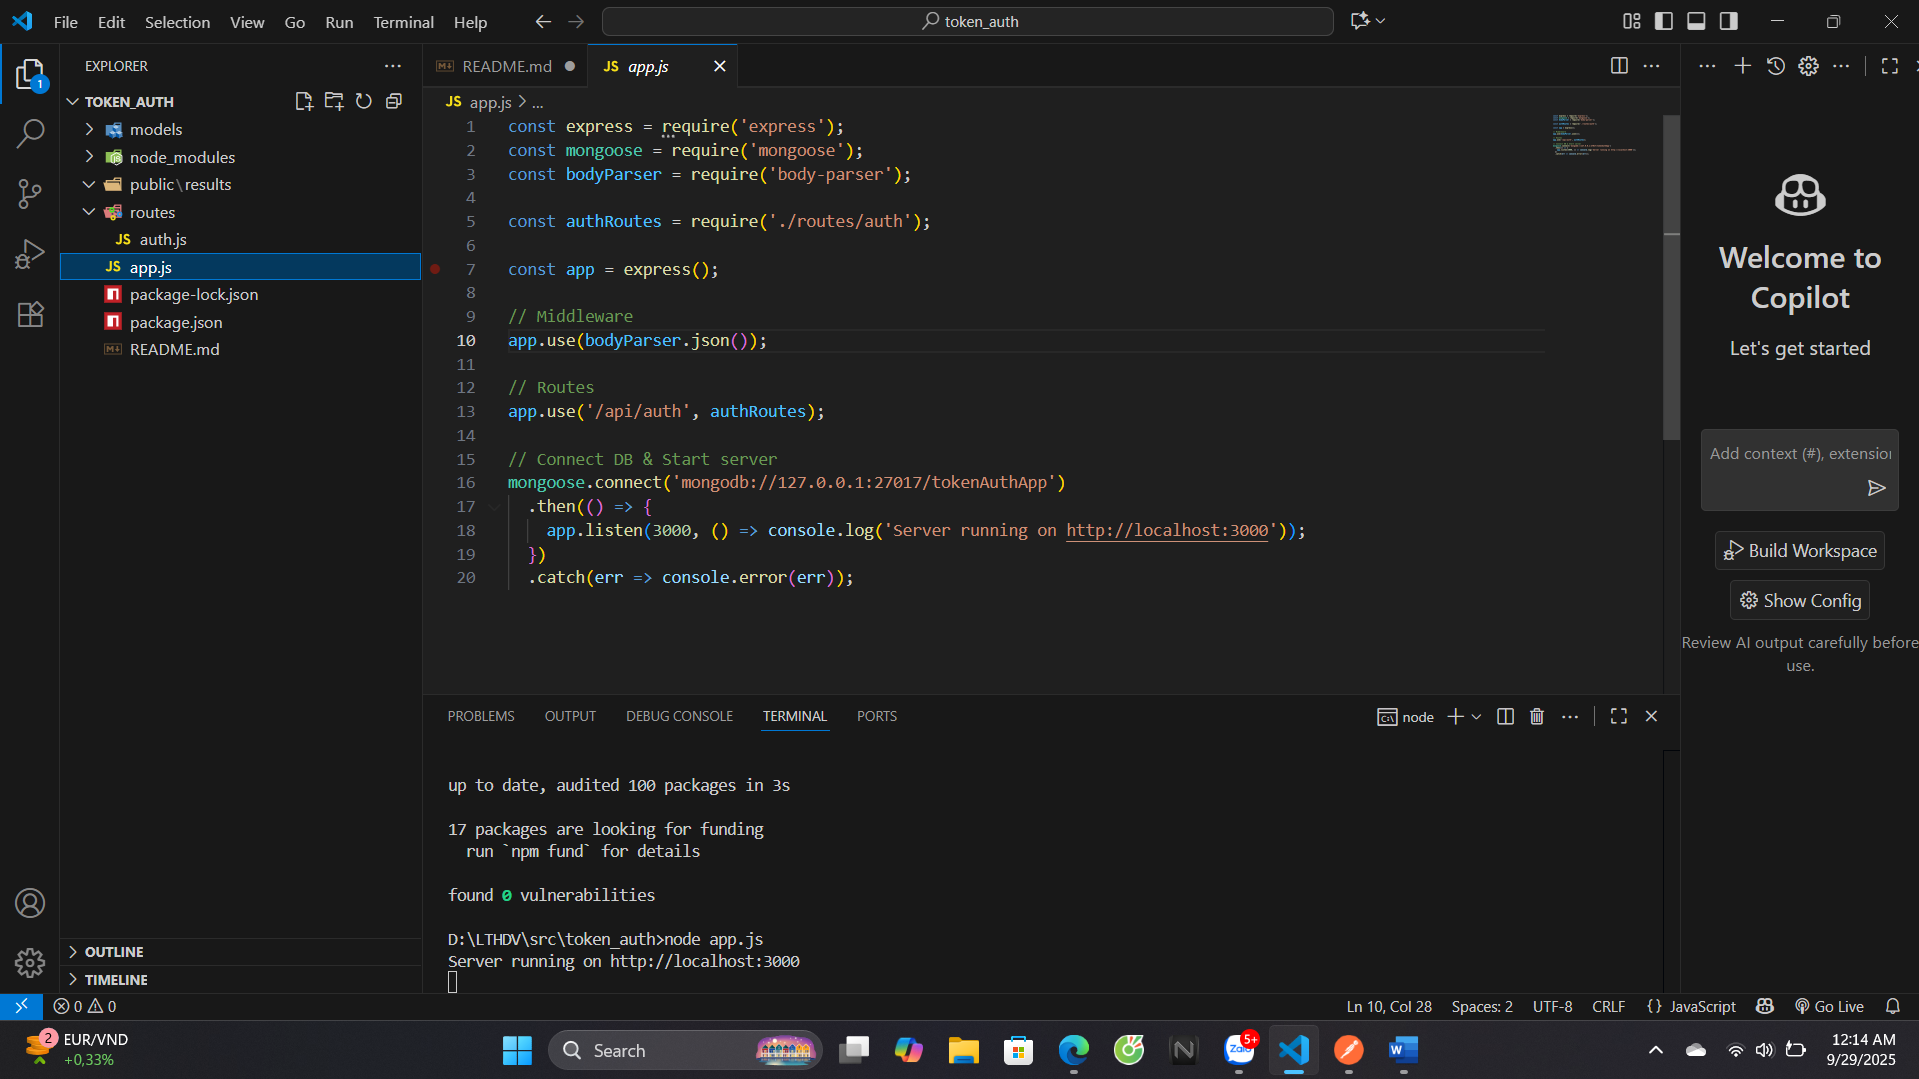 File Edit Selection View Go Run Terminal Help
token_auth
EXPLORER
TOKEN_AUTH
models
node_modules
public\results
routes
JS auth.js
JS app.js
package-lock.json
package.json
README.md
OUTLINE
TIMELINE
1
README.md
JS app.js
JS app.js > ...
1 const express = require('express');
2 const mongoose = require('mongoose');
3 const bodyParser = require('body-parser');
4
5 const authRoutes = require('./routes/auth');
6
7 const app = express();
8
9 // Middleware
10 app.use(bodyParser.json());
11
12 // Routes
13 app.use('/api/auth', authRoutes);
14
15 // Connect DB & Start server
16 mongoose.connect('mongodb://127.0.0.1:27017/tokenAuthApp')
17 .then(() => {
18 app.listen(3000, () => console.log('Server running on http://localhost:3000'));
19 })
20 .catch(err => console.error(err));
Welcome to
Copilot
Let's get started
Add context (#), extension
Build Workspace
Show Config
Review AI output carefully before
use.
PROBLEMS OUTPUT DEBUG CONSOLE TERMINAL PORTS
node
up to date, audited 100 packages in 3s
17 packages are looking for funding
run `npm fund` for details
found 0 vulnerabilities
D:\LTHDV\src\token_auth>node app.js
Server running on http://localhost:3000
0 0
Ln 10, Col 28 Spaces: 2 UTF-8 CRLF {} JavaScript Go Live
2
EUR/VND
+0,33%
Search
Zalo
5+
12:14 AM
9/29/2025